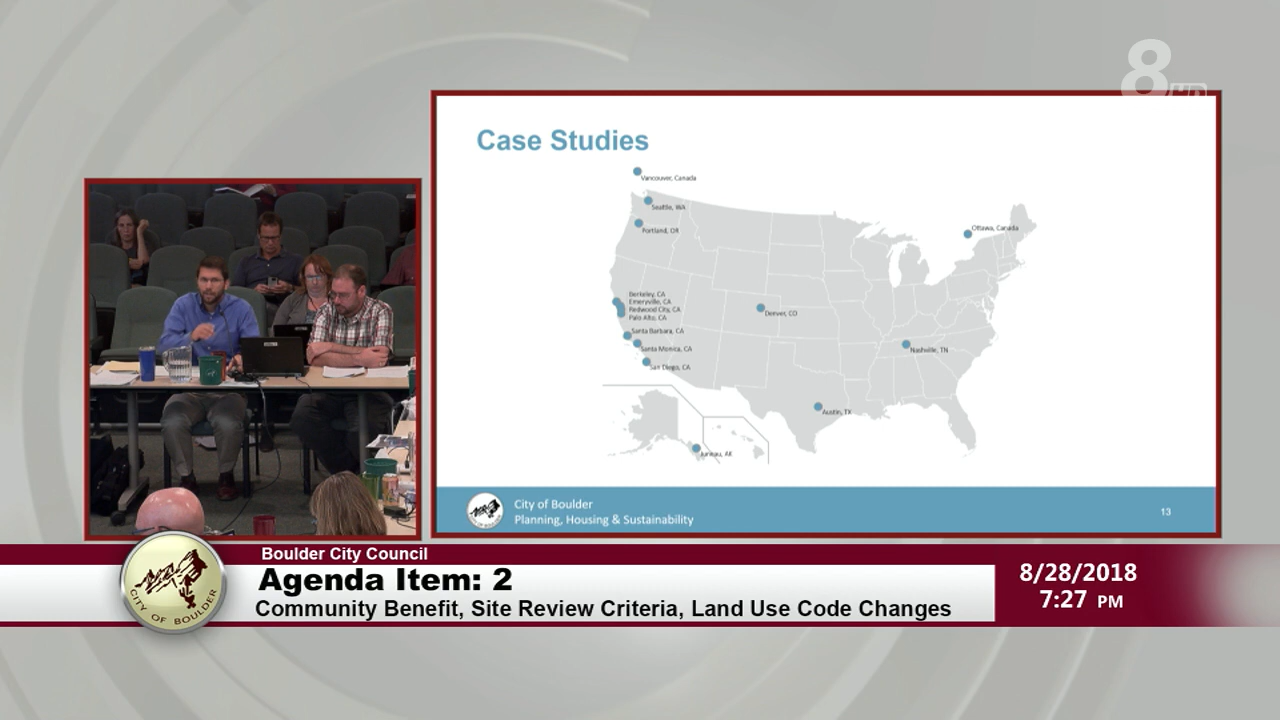 8
HD
Case Studies
Vancouver, Canada
Seattle, WA
Portland, OR
Ottawa, Canada
Berkeley, CA
Emeryville, CA
Redwood City, CA
Palo Alto, CA
Denver, CO
Santa Barbara, CA
Santa Monica, CA
Nashville, TN
San Diego, CA
Austin, TX
Juneau, AK
City of Boulder
Planning, Housing & Sustainability
13
Boulder City Council
Agenda Item: 2
Community Benefit, Site Review Criteria, Land Use Code Changes
8/28/2018
7:27 PM
CITY OF BOULDER